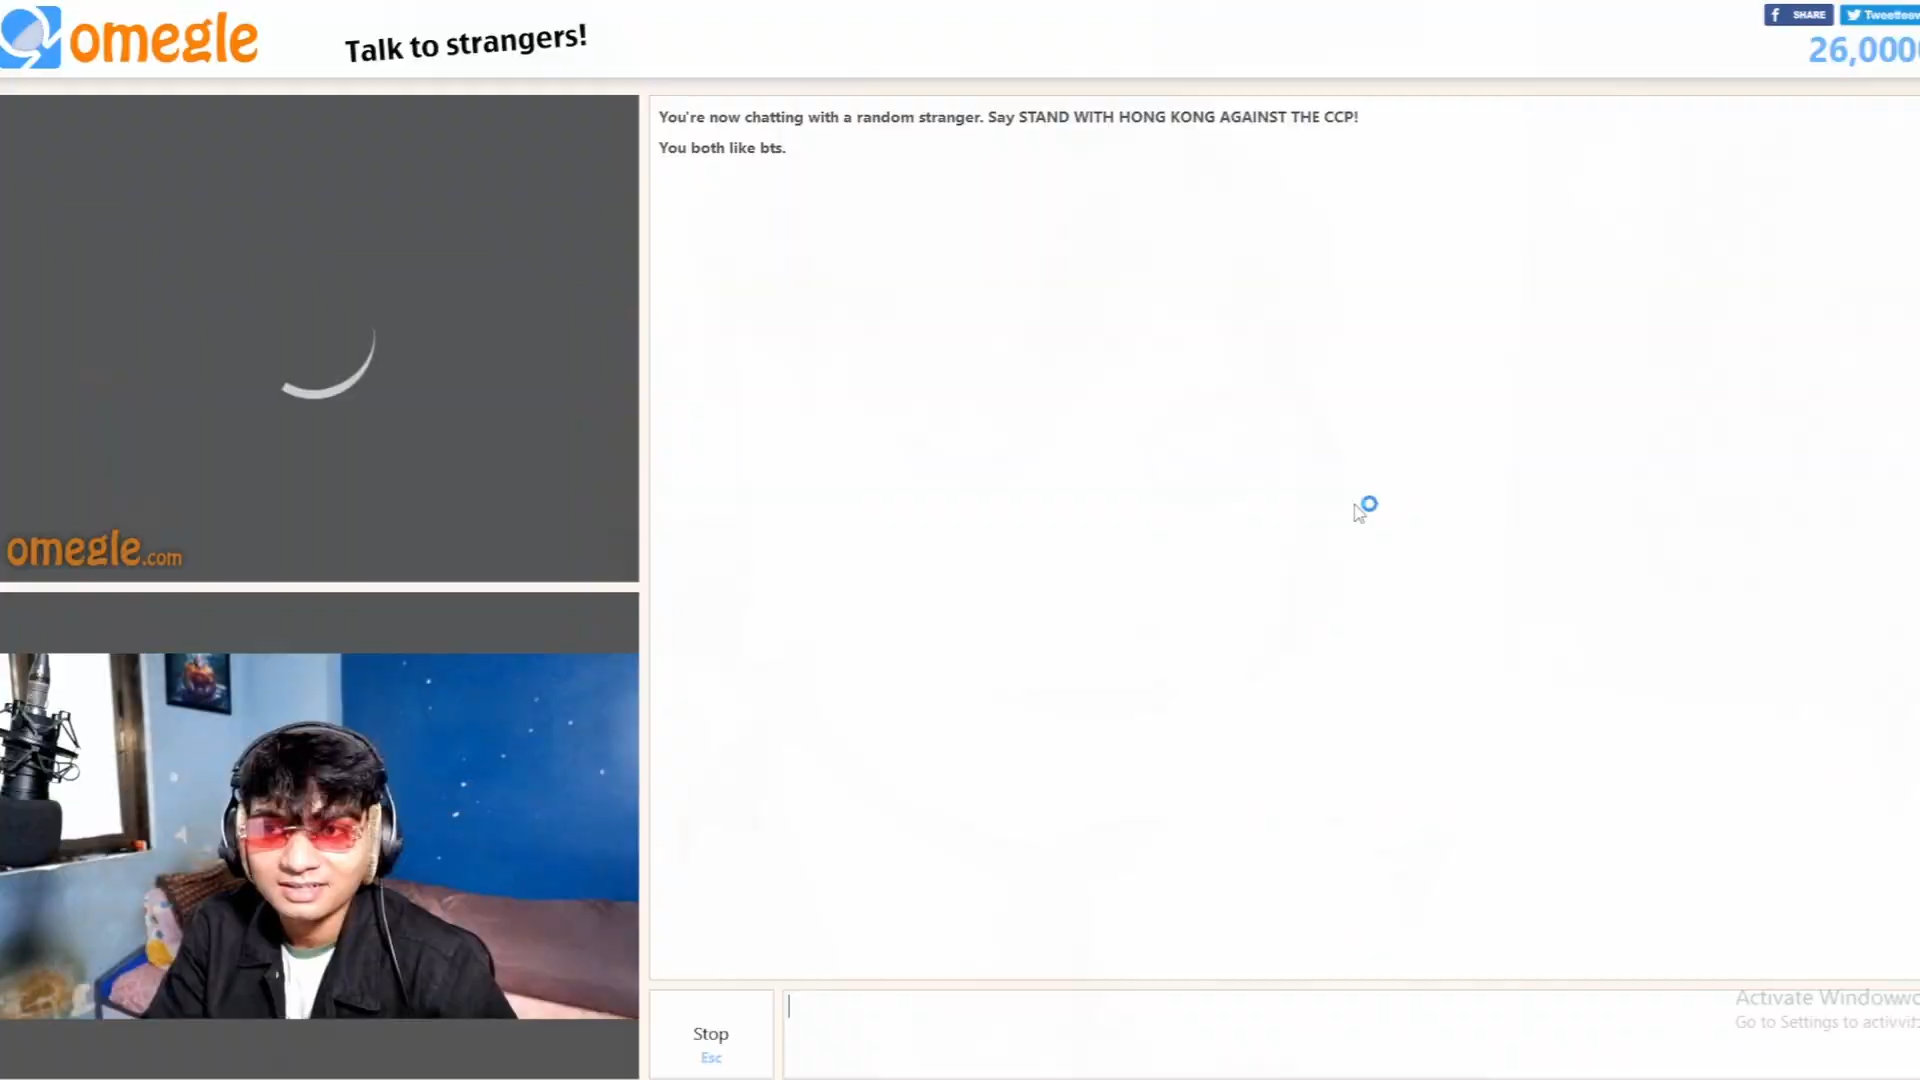 omegle
Talk to strangers!
SHARE
26,000
You're now chatting with a random stranger. Say STAND WITH HONG KONG AGAINST THE CCP!
You both like bts.
omegle.com
Stop
Esc
Activate Window
Go to Settings to